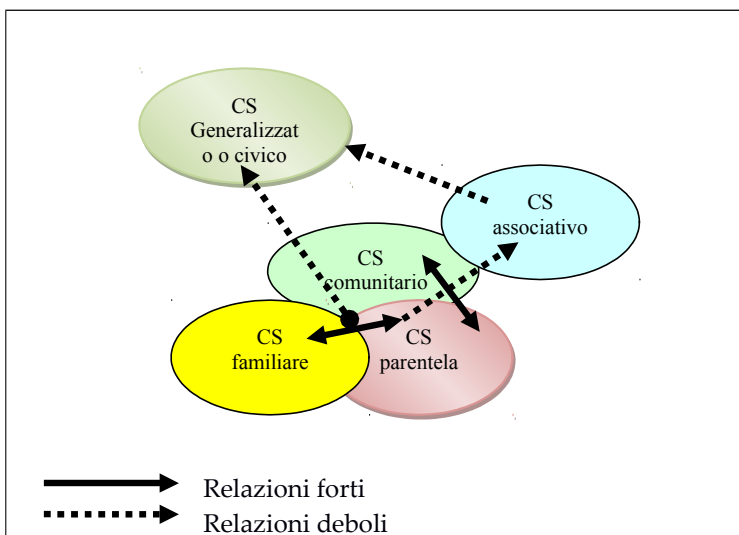 CS
Generalizzat
o o civico
CS
associativo
CS
comunitario
CS
familiare
CS
parentela
Relazioni forti
Relazioni deboli